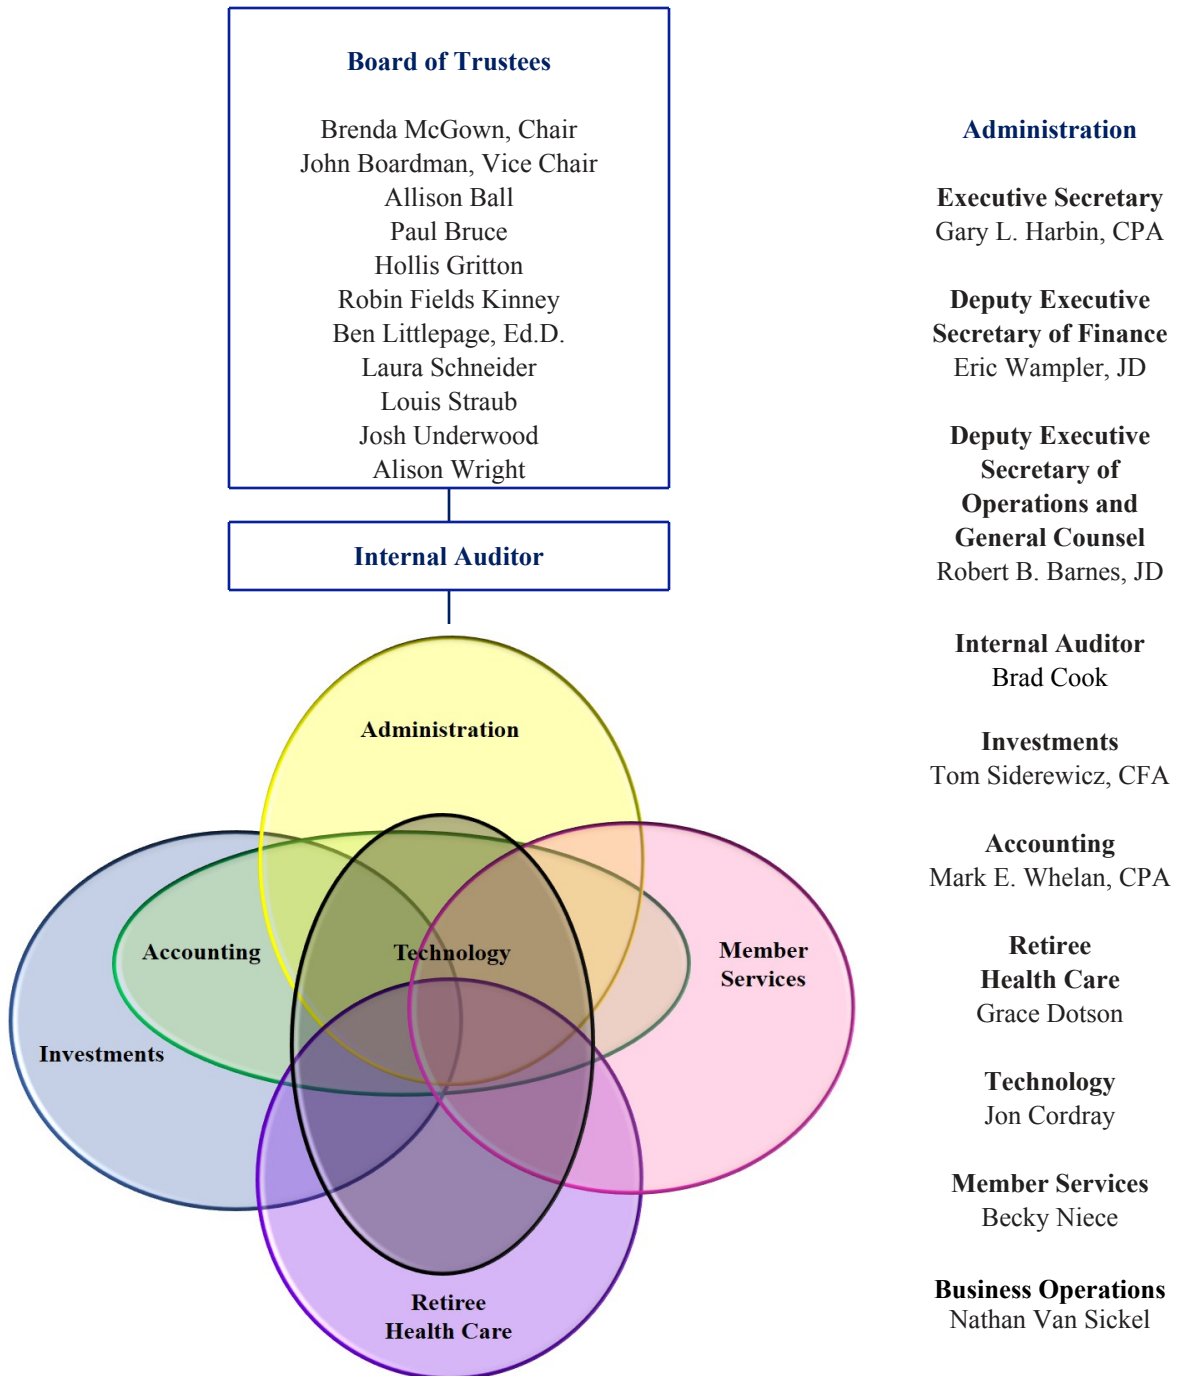 Board of Trustees
Brenda McGown, Chair
John Boardman, Vice Chair
Allison Ball
Paul Bruce
Hollis Gritton
Robin Fields Kinney
Ben Littlepage, Ed.D.
Laura Schneider
Louis Straub
Josh Underwood
Alison Wright
Internal Auditor
Administration
Accounting
Technology
Member
Services
Investments
Retiree
Health Care
Administration
Executive Secretary
Gary L. Harbin, CPA
Deputy Executive
Secretary of Finance
Eric Wampler, JD
Deputy Executive
Secretary of
Operations and
General Counsel
Robert B. Barnes, JD
Internal Auditor
Brad Cook
Investments
Tom Siderewicz, CFA
Accounting
Mark E. Whelan, CPA
Retiree
Health Care
Grace Dotson
Technology
Jon Cordray
Member Services
Becky Niece
Business Operations
Nathan Van Sickel